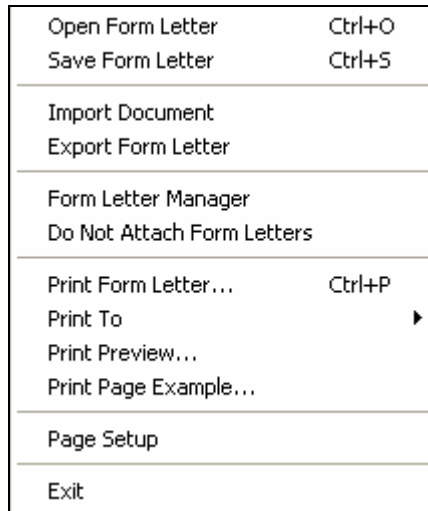 Open Form Letter Ctrl+O
Save Form Letter Ctrl+S
Import Document
Export Form Letter
Form Letter Manager
Do Not Attach Form Letters
Print Form Letter... Ctrl+P
Print To
Print Preview...
Print Page Example...
Page Setup
Exit